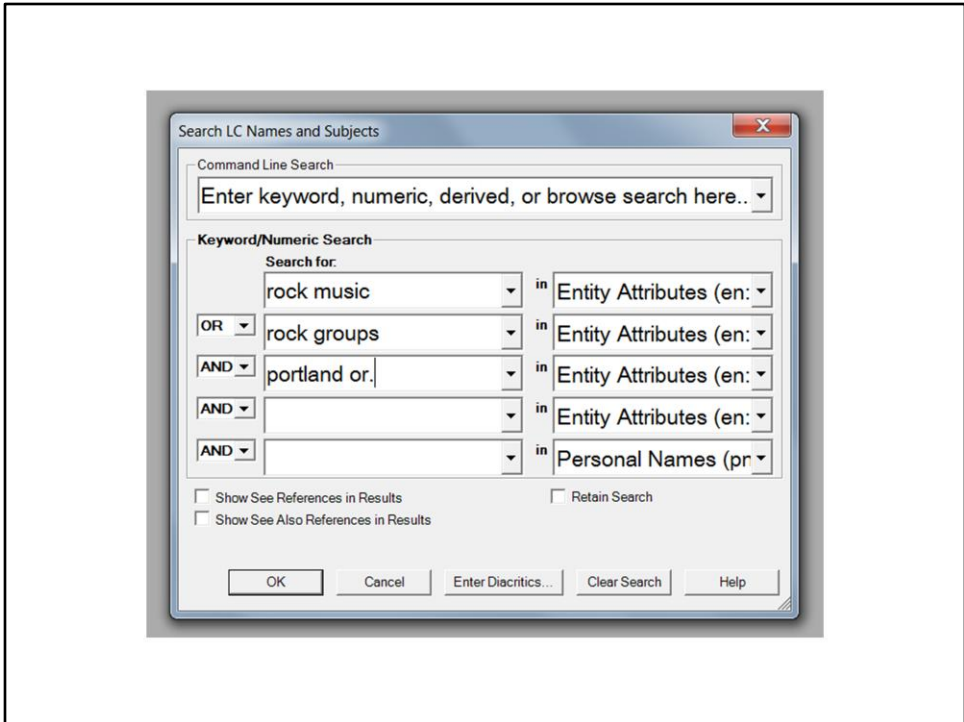 Search LC Names and Subjects
X
Command Line Search
Enter keyword, numeric, derived, or browse search here..
Keyword/Numeric Search
Search for:
rock music in Entity Attributes (en:
OR rock groups in Entity Attributes (en:
AND portland or. in Entity Attributes (en:
AND in Entity Attributes (en:
AND in Personal Names (pn
Show See References in Results Retain Search
Show See Also References in Results
OK Cancel Enter Diacritics... Clear Search Help